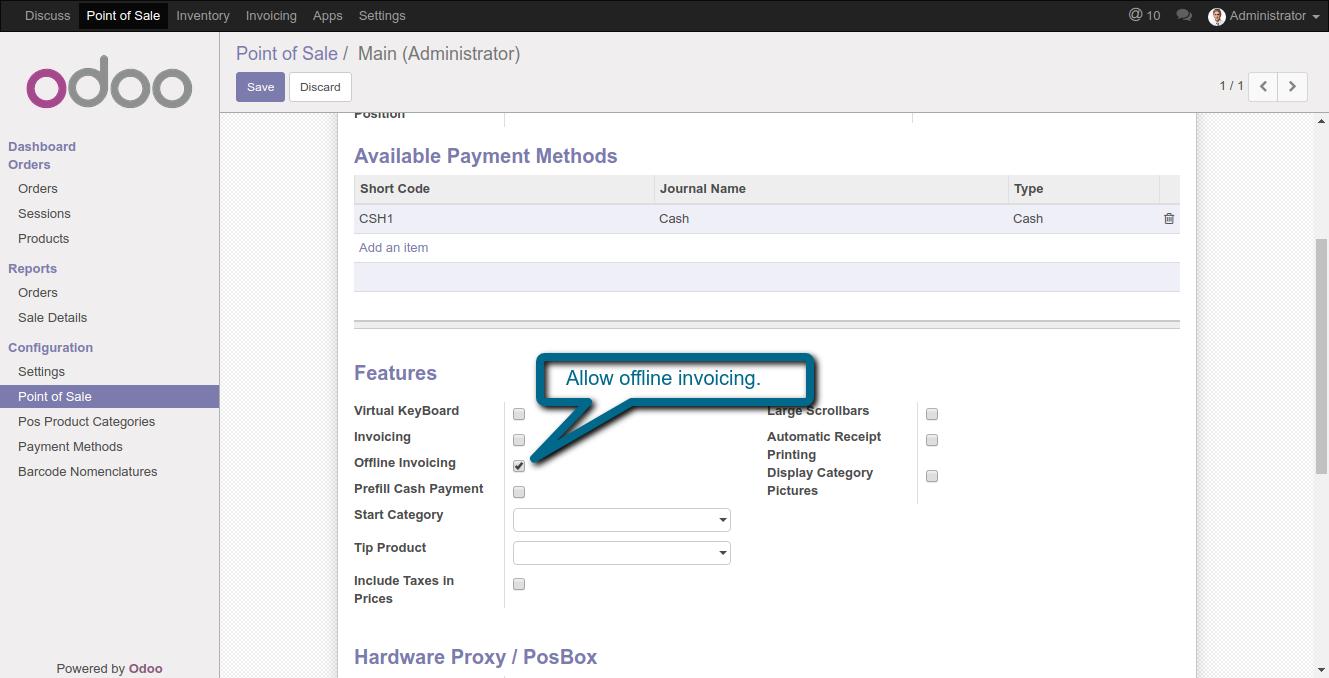 Discuss Point of Sale Inventory Invoicing Apps Settings @ 10 Administrator
odoo
Dashboard
Orders
Orders
Sessions
Products
Reports
Orders
Sale Details
Configuration
Settings
Point of Sale
Pos Product Categories
Payment Methods
Barcode Nomenclatures
Powered by Odoo
Point of Sale / Main (Administrator)
Save Discard
1 / 1
Position
Available Payment Methods
Short Code Journal Name Type
CSH1 Cash Cash
Add an item
Features
Allow offline invoicing.
Virtual KeyBoard
Invoicing
Offline Invoicing
Prefill Cash Payment
Start Category
Tip Product
Include Taxes in
Prices
Large Scrollbars
Automatic Receipt
Printing
Display Category
Pictures
Hardware Proxy / PosBox